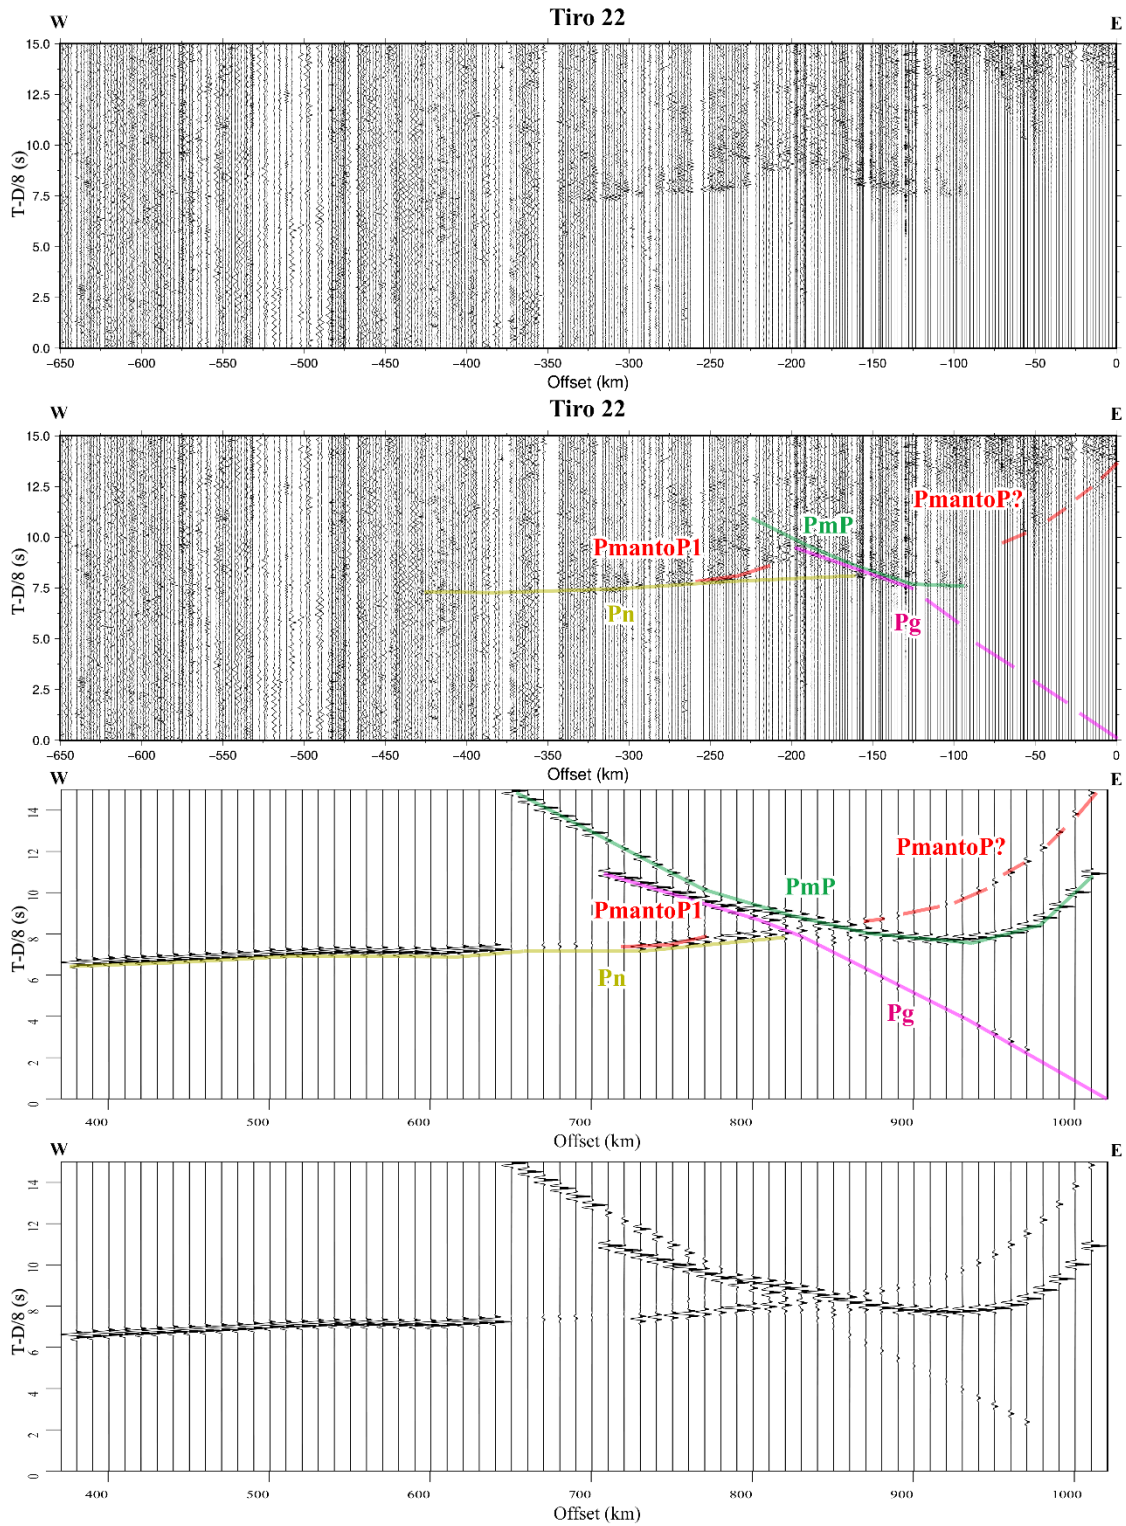 W Tiro 22 E
15.0
12.5
10.0
7.5
5.0
2.5
0.0
T-D/8 (s)
−650 −600 −550 −500 −450 −400 −350 −300 −250 −200 −150 −100 −50 0
Offset (km)
W Tiro 22 E
15.0
12.5
10.0
7.5
5.0
2.5
0.0
T-D/8 (s)
PmantoP?
PmP
PmantoP1
Pn
Pg
−650 −600 −550 −500 −450 −400 −350 −300 −250 −200 −150 −100 −50 0
Offset (km)
W E
14
12
10
8
6
4
2
0
T-D/8 (s)
PmantoP?
PmP
PmantoP1
Pn
Pg
400 500 600 700 800 900 1000
Offset (km)
W E
14
12
10
8
6
4
2
0
T-D/8 (s)
400 500 600 700 800 900 1000
Offset (km)